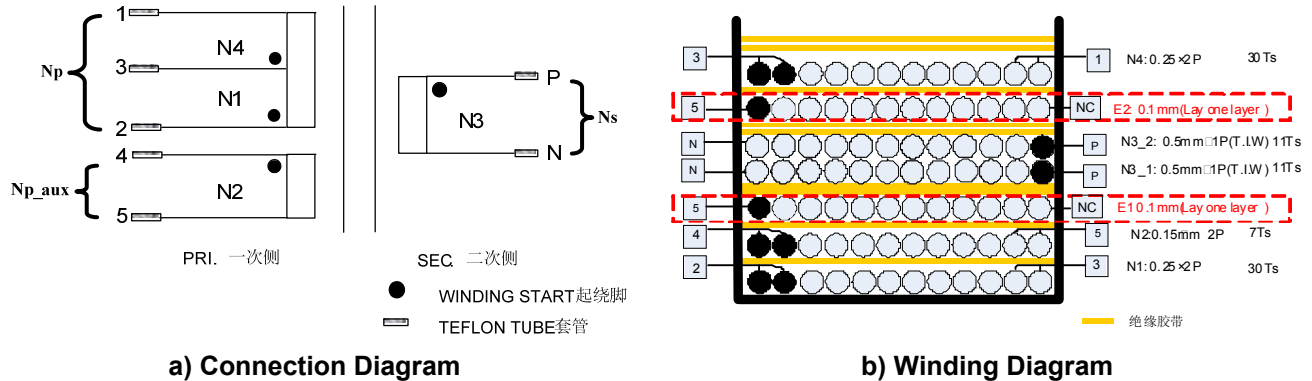 1
N4
3
Np
N1
2
4
N2
Np_aux
5
P
N3
Ns
N
PRI. 一次侧
SEC. 二次侧
WINDING START起绕脚
TEFLON TUBE套管
a) Connection Diagram
3
1
N4:0.25×2P 30Ts
5
NC
E2: 0.1mm(Lay one layer )
N
P
N3_2: 0.5mm□1P(T.I.W) 11Ts
N
P
N3_1: 0.5mm□1P(T.I.W) 11Ts
5
NC
E1 0.1mm(Lay one layer )
4
5
N2:0.15mm 2P 7Ts
2
3
N1:0.25×2P 30Ts
绝缘胶带
b) Winding Diagram